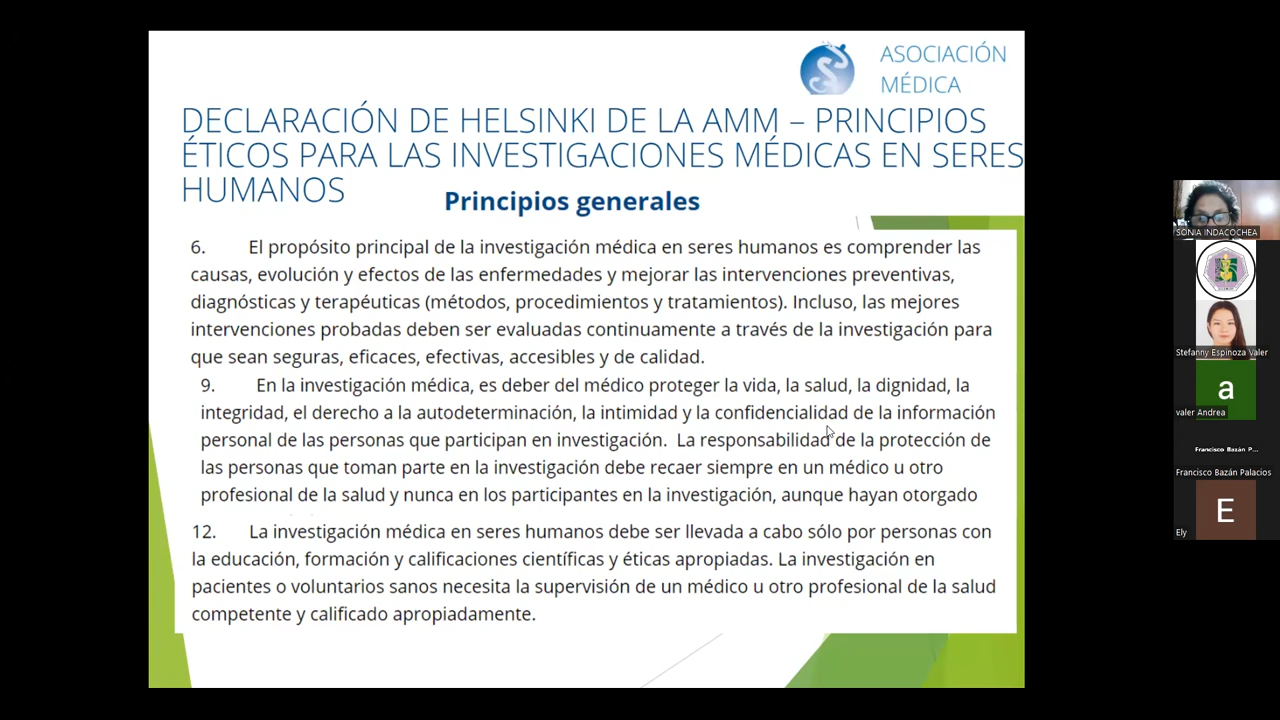 ASOCIACIÓN
MÉDICA
DECLARACIÓN DE HELSINKI DE LA AMM – PRINCIPIOS
ÉTICOS PARA LAS INVESTIGACIONES MÉDICAS EN SERES
HUMANOS
Principios generales
6. El propósito principal de la investigación médica en seres humanos es comprender las
causas, evolución y efectos de las enfermedades y mejorar las intervenciones preventivas,
diagnósticas y terapéuticas (métodos, procedimientos y tratamientos). Incluso, las mejores
intervenciones probadas deben ser evaluadas continuamente a través de la investigación para
que sean seguras, eficaces, efectivas, accesibles y de calidad.
9. En la investigación médica, es deber del médico proteger la vida, la salud, la dignidad, la
integridad, el derecho a la autodeterminación, la intimidad y la confidencialidad de la información
personal de las personas que participan en investigación. La responsabilidad de la protección de
las personas que toman parte en la investigación debe recaer siempre en un médico u otro
profesional de la salud y nunca en los participantes en la investigación, aunque hayan otorgado
12. La investigación médica en seres humanos debe ser llevada a cabo sólo por personas con
la educación, formación y calificaciones científicas y éticas apropiadas. La investigación en
pacientes o voluntarios sanos necesita la supervisión de un médico u otro profesional de la salud
competente y calificado apropiadamente.
SONIA INDACOCHEA
Stefanny Espinoza Valer
a
valer Andrea
Francisco Bazán P...
Francisco Bazán Palacios
E
Ely